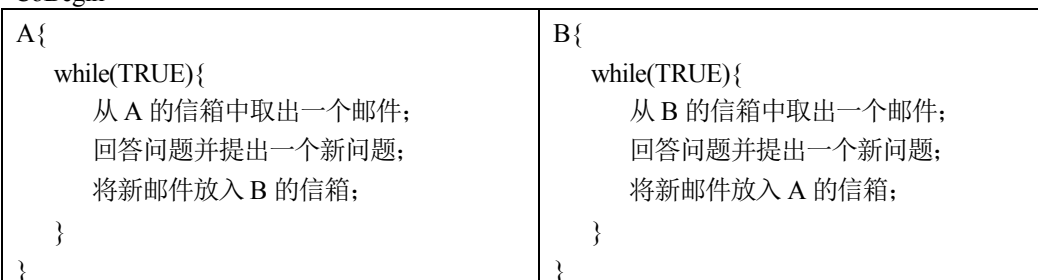 A{
while(TRUE){
从 A 的信箱中取出一个邮件;
回答问题并提出一个新问题;
将新邮件放入 B 的信箱;
}
}
B{
while(TRUE){
从 B 的信箱中取出一个邮件;
回答问题并提出一个新问题;
将新邮件放入 A 的信箱;
}
}